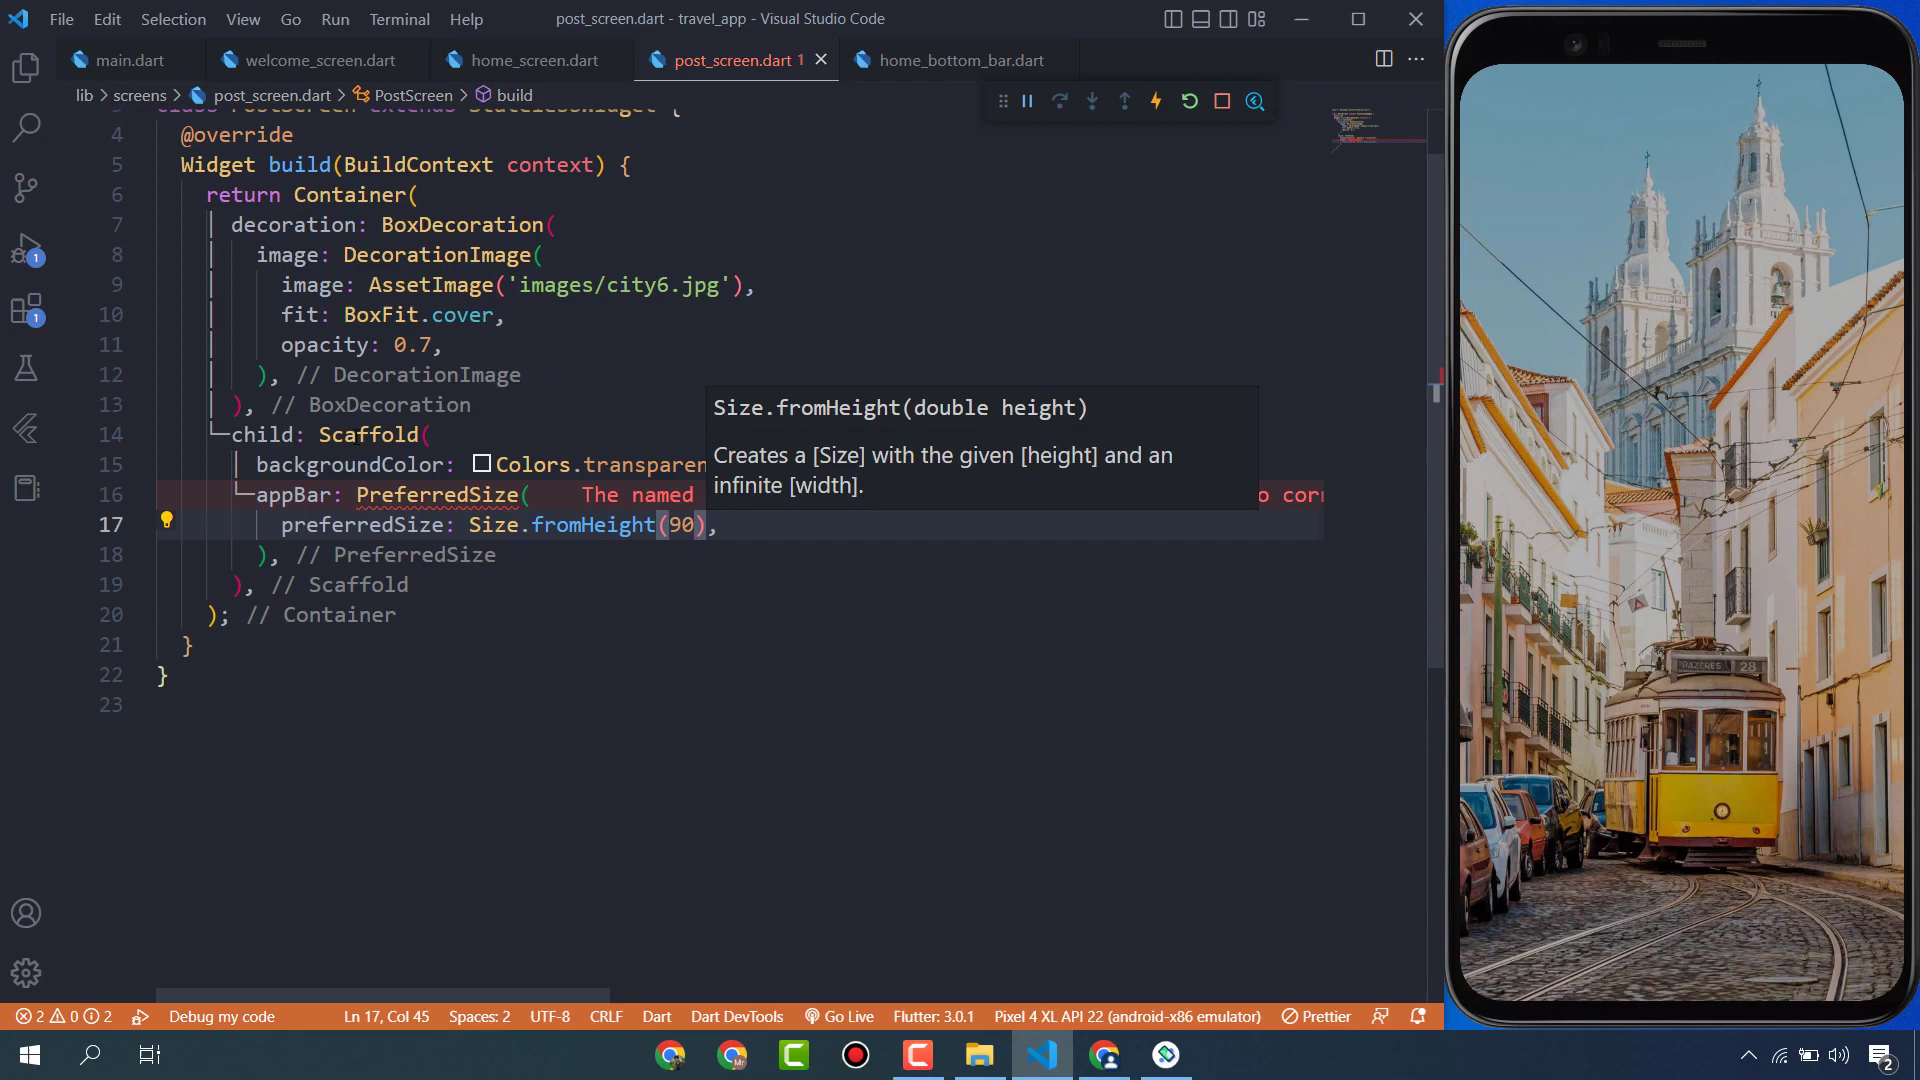 File Edit Selection View Go Run Terminal Help
post_screen.dart - travel_app - Visual Studio Code
main.dart welcome_screen.dart home_screen.dart post_screen.dart 1 home_bottom_bar.dart
lib > screens > post_screen.dart > PostScreen > build
4 @override
5 Widget build(BuildContext context) {
6 return Container(
7 decoration: BoxDecoration(
8 image: DecorationImage(
9 image: AssetImage('images/city6.jpg'),
10 fit: BoxFit.cover,
11 opacity: 0.7,
12 ), // DecorationImage
13 ), // BoxDecoration
14 child: Scaffold(
15 backgroundColor: Colors.transparen
16 appBar: PreferredSize( The named
17 preferredSize: Size.fromHeight(90),
18 ), // PreferredSize
19 ), // Scaffold
20 ); // Container
21 }
22 }
23
Size.fromHeight(double height)
Creates a [Size] with the given [height] and an
infinite [width].
1
1
2 0 2 Debug my code Ln 17, Col 45 Spaces: 2 UTF-8 CRLF Dart Dart DevTools Go Live Flutter: 3.0.1 Pixel 4 XL API 22 (android-x86 emulator) Prettier
2
PRAZERES 28